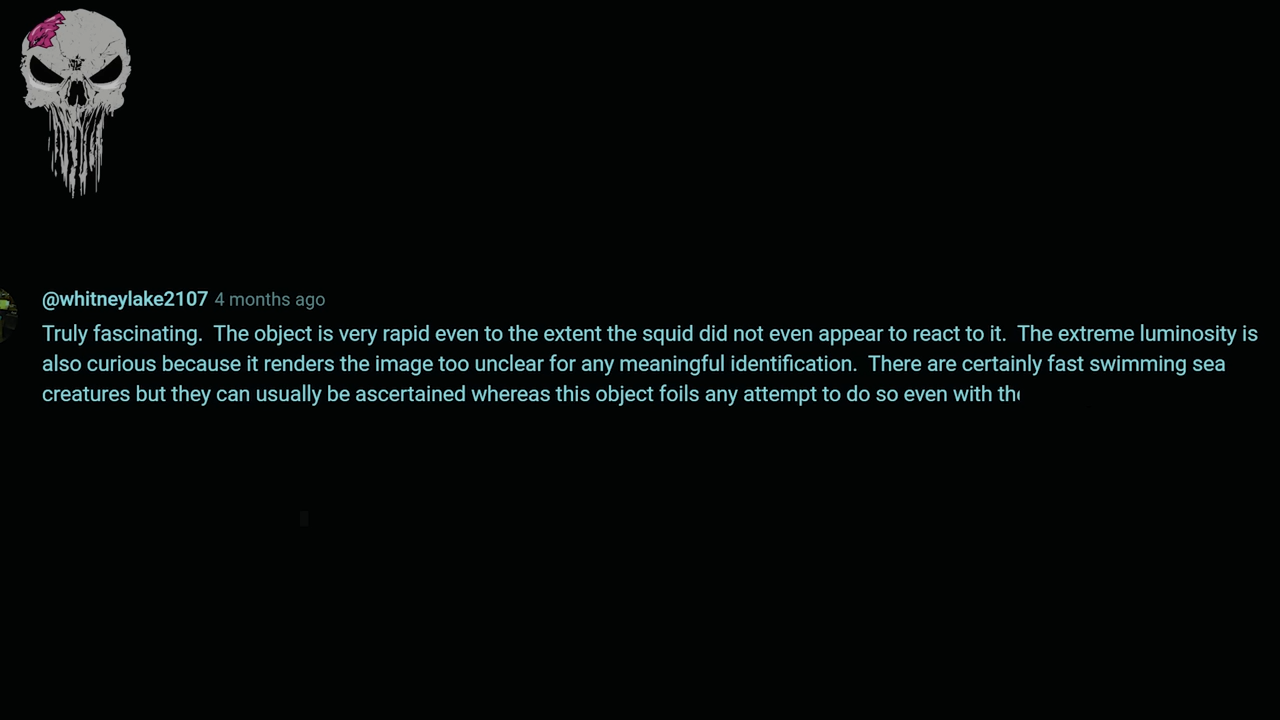 @whitneylake2107 4 months ago
Truly fascinating.  The object is very rapid even to the extent the squid did not even appear to react to it.  The extreme luminosity is
also curious because it renders the image too unclear for any meaningful identification.  There are certainly fast swimming sea
creatures but they can usually be ascertained whereas this object foils any attempt to do so even with the